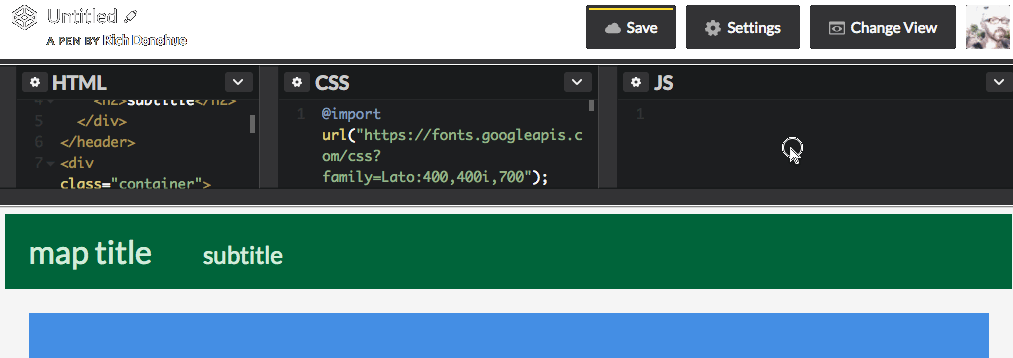 Untitled
A PEN BY Rich Donohue
Save
Settings
Change View
HTML
CSS
JS
4 <h2>subtitle</h2>
5 </div>
6 </header>
7 <div
class="container">
1 @import
url("https://fonts.googleapis.c
om/css?
family=Lato:400,400i,700");
1
map title subtitle